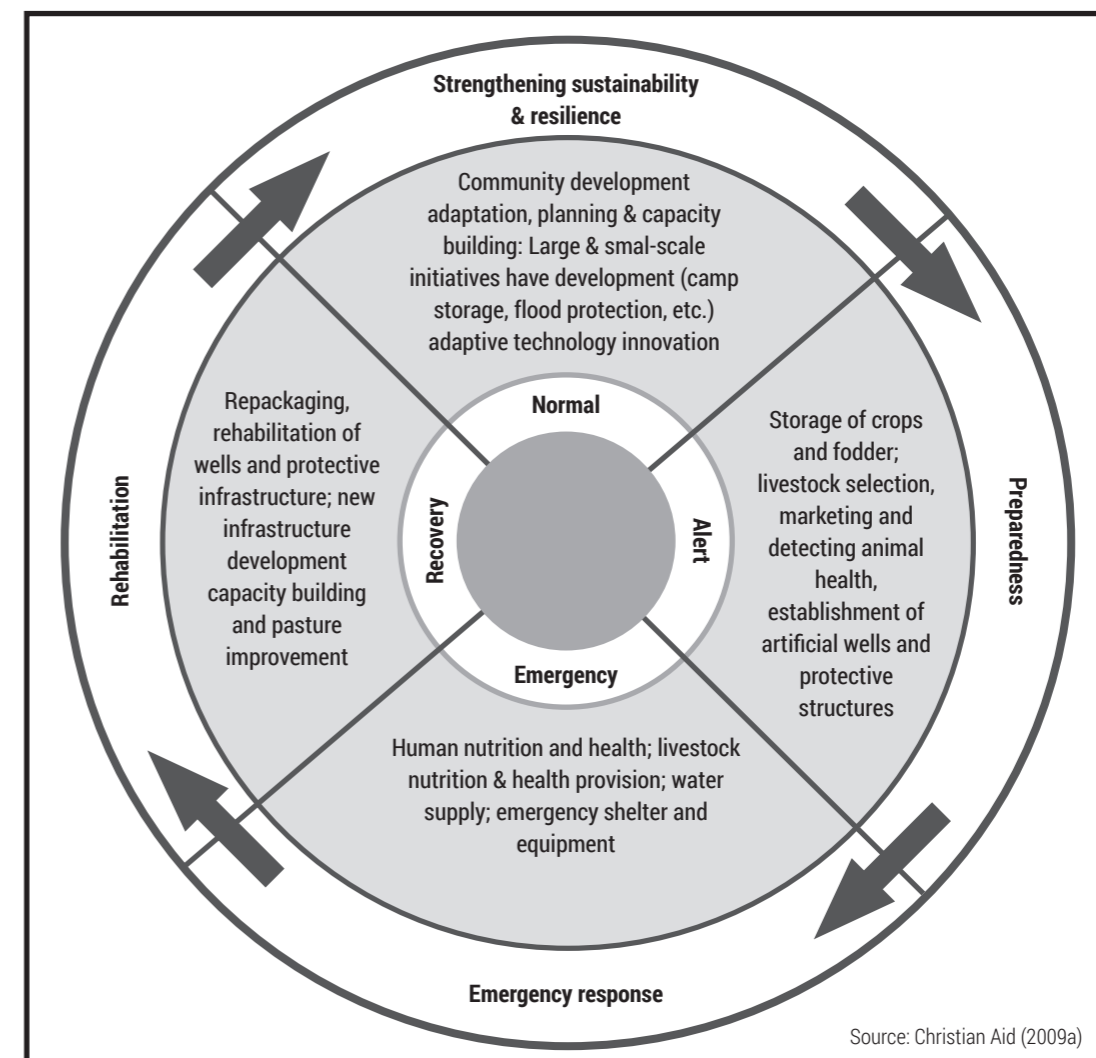 Strengthening sustainability
& resilience
Community development
adaptation, planning & capacity
building: Large & smal-scale
initiatives have development (camp
storage, flood protection, etc.)
adaptive technology innovation
Normal
Storage of crops
and fodder;
livestock selection,
marketing and
detecting animal
health,
establishment of
artificial wells and
protective
structures
Alert
Preparedness
Repackaging,
rehabilitation of
wells and protective
infrastructure; new
infrastructure
development
capacity building
and pasture
improvement
Recovery
Rehabilitation
Emergency
Human nutrition and health; livestock
nutrition & health provision; water
supply; emergency shelter and
equipment
Emergency response
Source: Christian Aid (2009a)